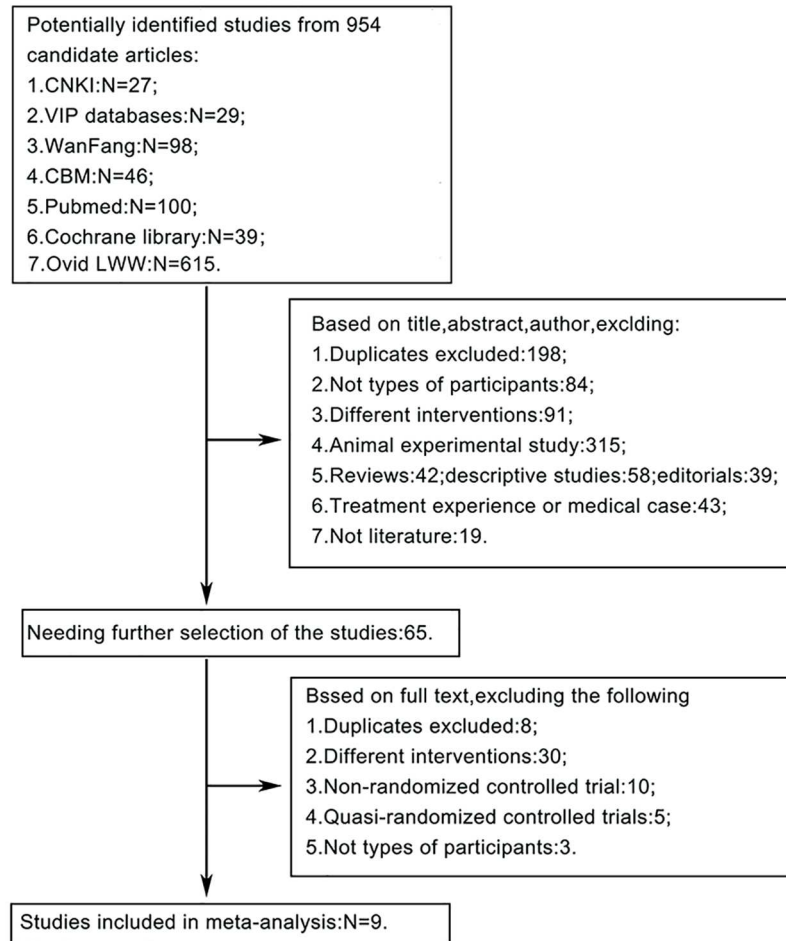 Potentially identified studies from 954
candidate articles:
1.CNKI:N=27;
2.VIP databases:N=29;
3.WanFang:N=98;
4.CBM:N=46;
5.Pubmed:N=100;
6.Cochrane library:N=39;
7.Ovid LWW:N=615.
Based on title,abstract,author,exclding:
1.Duplicates excluded:198;
2.Not types of participants:84;
3.Different interventions:91;
4.Animal experimental study:315;
5.Reviews:42;descriptive studies:58;editorials:39;
6.Treatment experience or medical case:43;
7.Not literature:19.
Needing further selection of the studies:65.
Bssed on full text,excluding the following
1.Duplicates excluded:8;
2.Different interventions:30;
3.Non-randomized controlled trial:10;
4.Quasi-randomized controlled trials:5;
5.Not types of participants:3.
Studies included in meta-analysis:N=9.